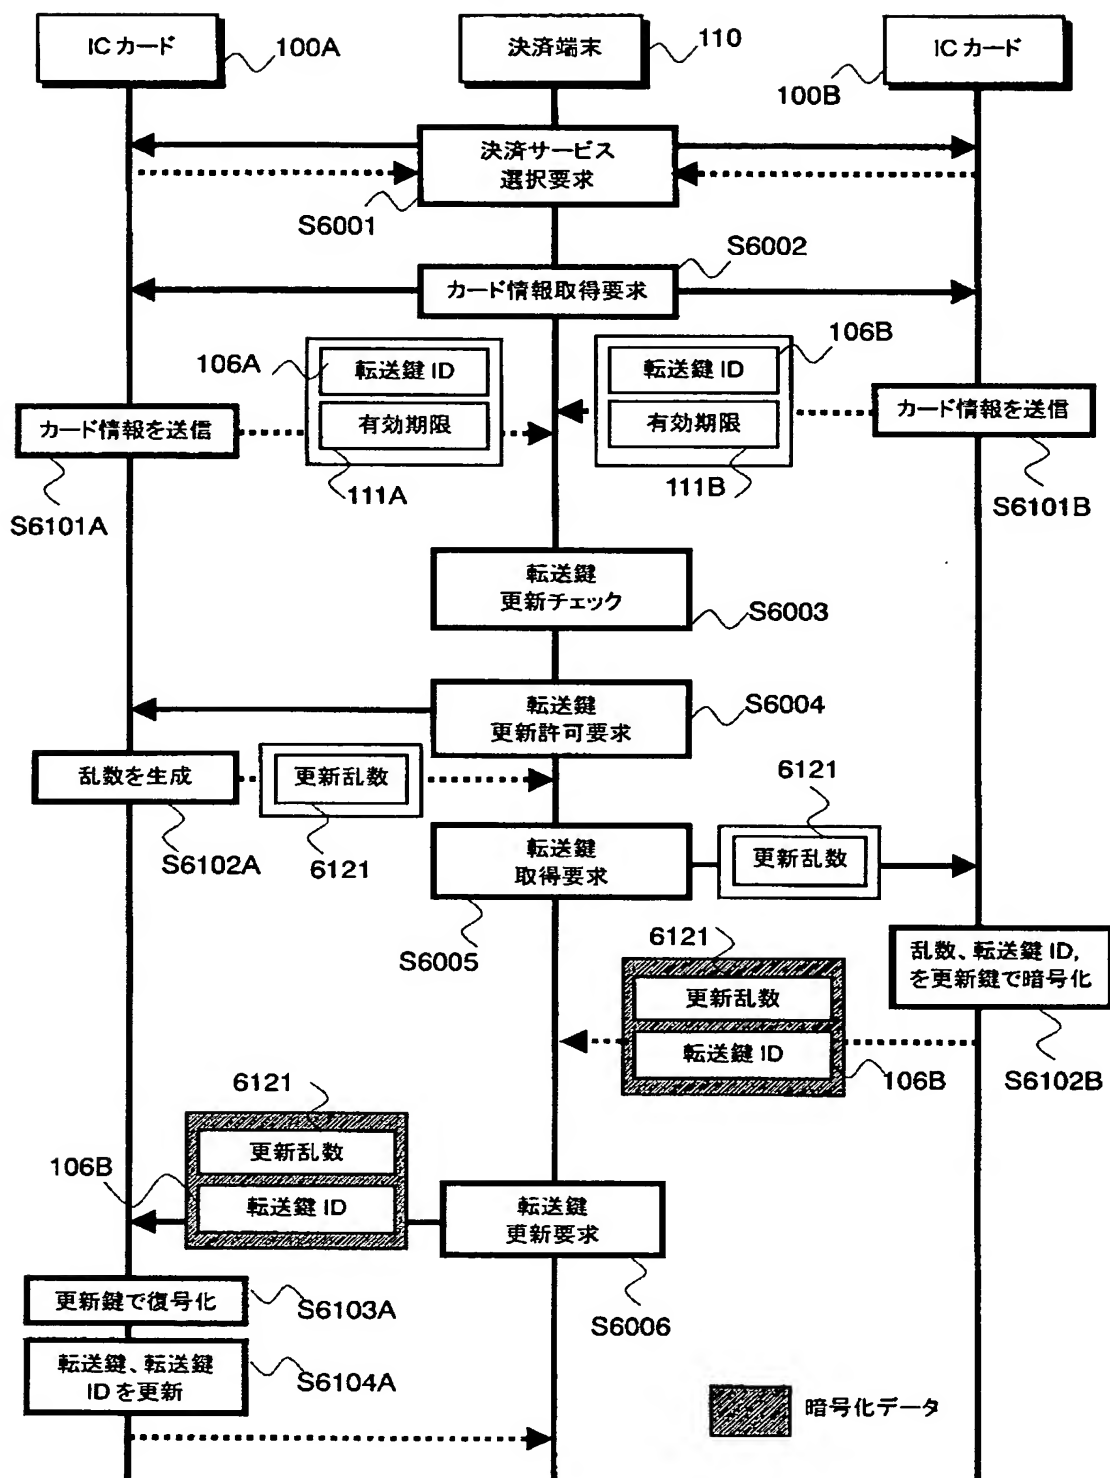 ICカード
100A
決済端末
110
ICカード
100B
決済サービス
選択要求
S6001
S6002
カード情報取得要求
106A
転送鍵 ID
有効期限
111A
106B
転送鍵 ID
有効期限
111B
カード情報を送信
S6101A
カード情報を送信
S6101B
転送鍵
更新チェック
S6003
転送鍵
更新許可要求
S6004
乱数を生成
S6102A
更新乱数
6121
転送鍵
取得要求
S6005
6121
更新乱数
乱数、転送鍵 ID,
を更新鍵で暗号化
S6102B
6121
更新乱数
転送鍵 ID
106B
6121
更新乱数
106B
転送鍵 ID
転送鍵
更新要求
S6006
更新鍵で復号化
S6103A
転送鍵、転送鍵
IDを更新
S6104A
暗号化データ